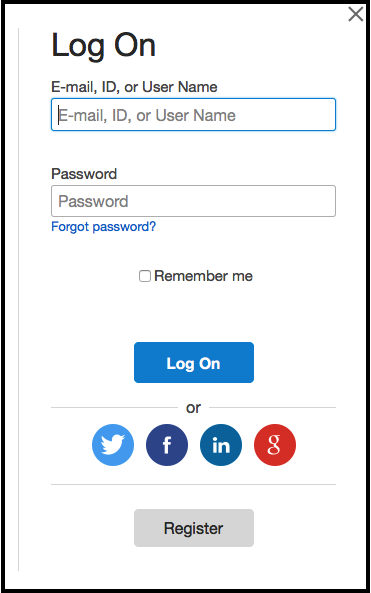 Log On
E-mail, ID, or User Name
E-mail, ID, or User Name
Password
Password
Forgot password?
Remember me
Log On
or
f in g
Register